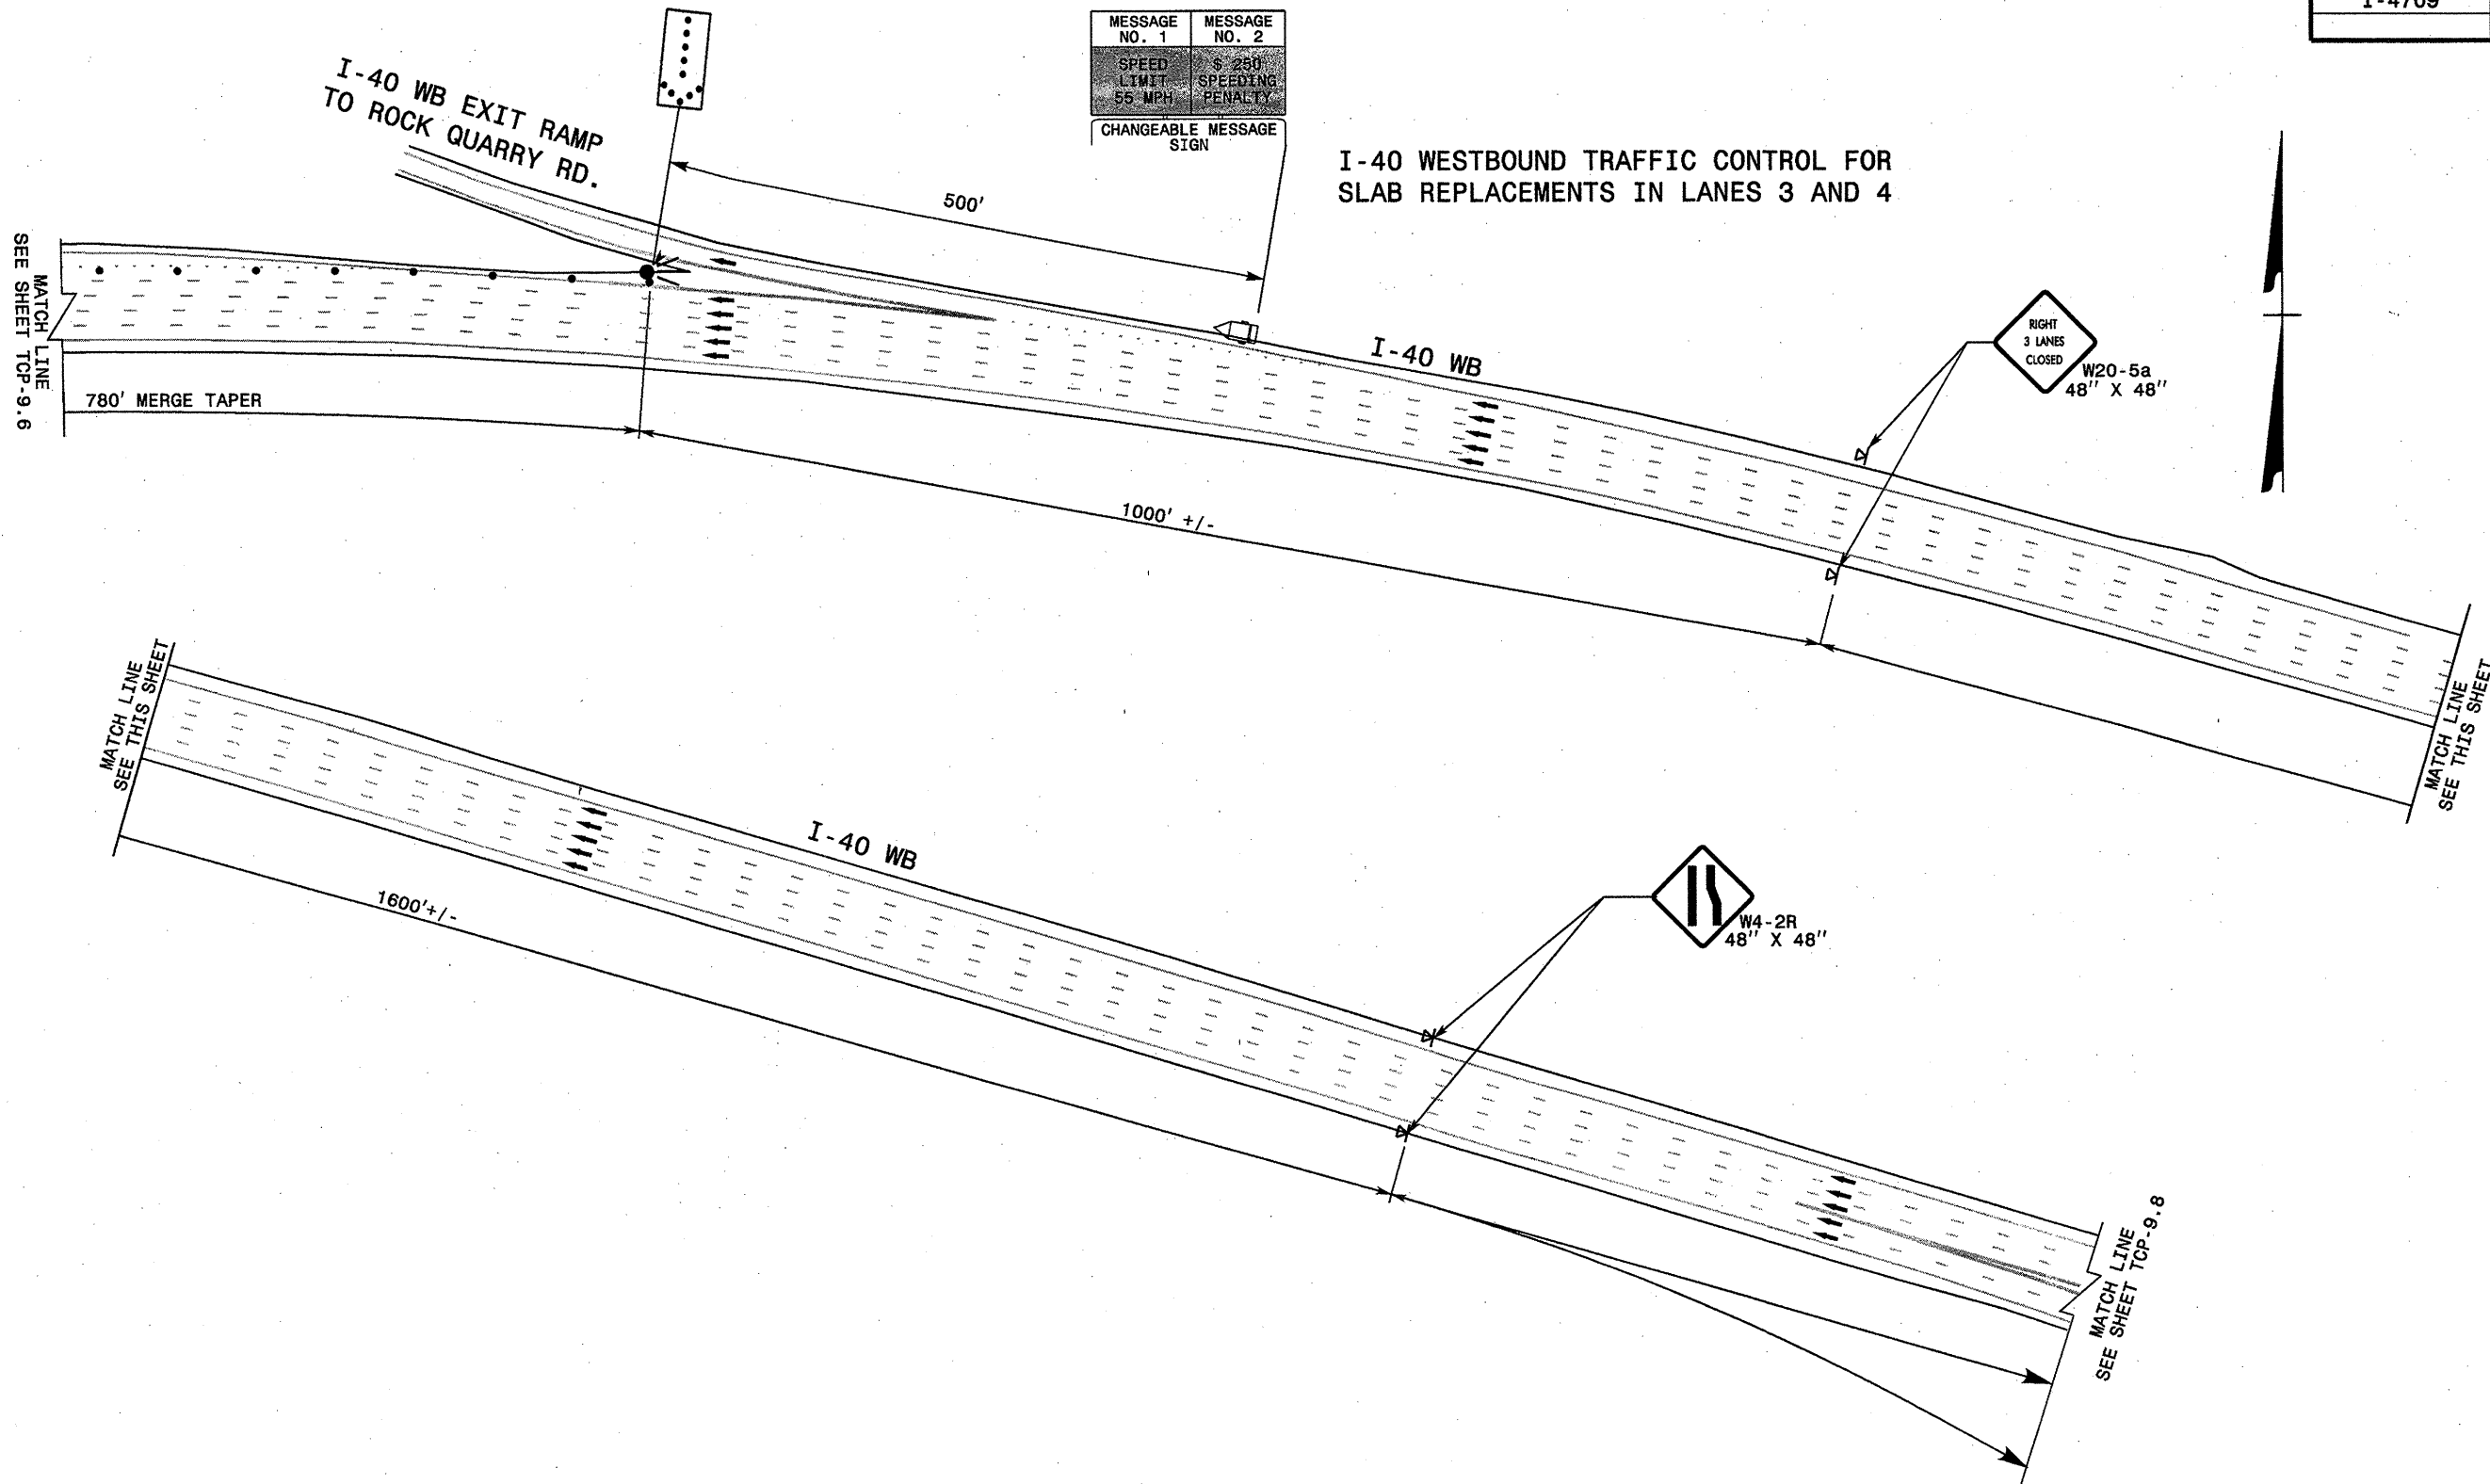 I-4709
MESSAGE NO. 1
MESSAGE NO. 2
SPEED LIMIT 55 MPH
$ 250 SPEEDING PENALTY
CHANGEABLE MESSAGE
SIGN
I-40 WB EXIT RAMP
TO ROCK QUARRY RD.
I-40 WESTBOUND TRAFFIC CONTROL FOR
SLAB REPLACEMENTS IN LANES 3 AND 4
500'
MATCH LINE
SEE SHEET TCP-9.6
780' MERGE TAPER
I-40 WB
RIGHT
3 LANES
CLOSED
W20-5a
48" X 48"
1000' +/-
MATCH LINE
SEE THIS SHEET
MATCH LINE
SEE THIS SHEET
I-40 WB
1600'+/-
W4-2R
48" X 48"
MATCH LINE
SEE SHEET TCP-9.8